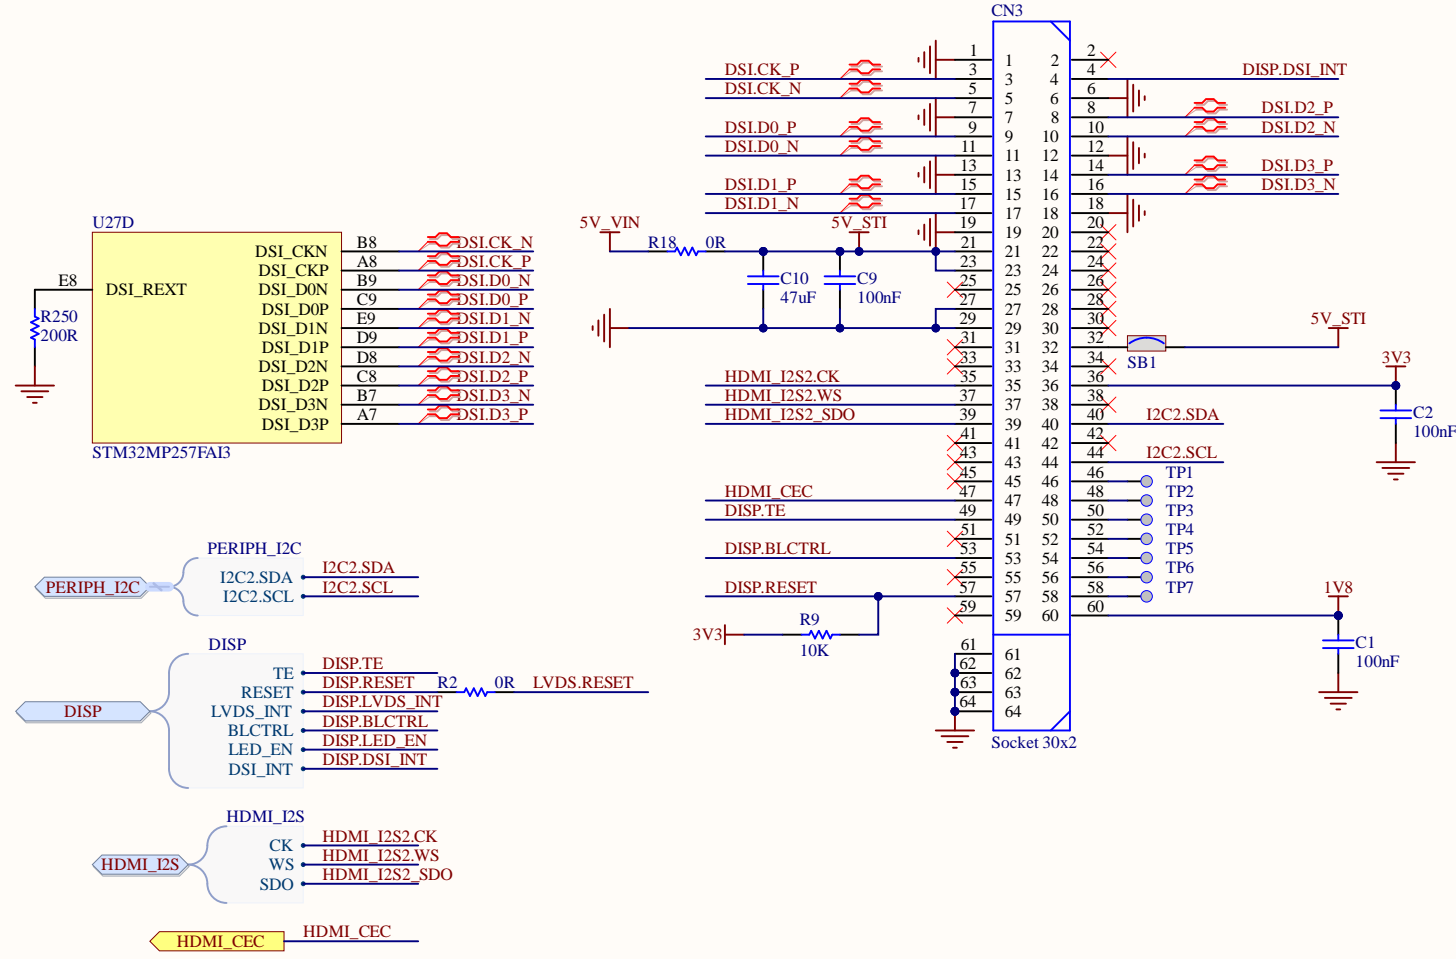 CN3
1 1 2 2
DSI.CK_P 3 3 4 4 DISP.DSI_INT
DSI.CK_N 5 5 6 6
7 7 8 8 DSI.D2_P
DSI.D0_P 9 9 10 10 DSI.D2_N
DSI.D0_N 11 11 12 12
13 13 14 14 DSI.D3_P
DSI.D1_P 15 15 16 16 DSI.D3_N
DSI.D1_N 17 17 18 18
5V_VIN 5V_STI 19 19 20 20
R18 0R 21 21 22 22
23 23 24 24
C10 C9 25 25 26 26
47uF 100nF 27 27 28 28
29 29 30 30
31 31 32 32 SB1 5V_STI
33 33 34 34
HDMI_I2S2.CK 35 35 36 36 3V3
HDMI_I2S2.WS 37 37 38 38
HDMI_I2S2_SDO 39 39 40 40 I2C2.SDA
C2
100nF
41 41 42 42
43 43 44 44 I2C2.SCL
45 45 46 46 TP1
HDMI_CEC 47 47 48 48 TP2
DISP.TE 49 49 50 50 TP3
51 51 52 52 TP4
DISP.BLCTRL 53 53 54 54 TP5
55 55 56 56 TP6
DISP.RESET 57 57 58 58 TP7
59 59 60 60 1V8
3V3 R9
10K
C1
100nF
61 61
62 62
63 63
64 64
Socket 30x2
U27D
DSI_CKN B8 DSI.CK_N
DSI_CKP A8 DSI.CK_P
E8 DSI_REXT DSI_D0N B9 DSI.D0_N
DSI_D0P C9 DSI.D0_P
R250
200R
DSI_D1N E9 DSI.D1_N
DSI_D1P D9 DSI.D1_P
DSI_D2N D8 DSI.D2_N
DSI_D2P C8 DSI.D2_P
DSI_D3N B7 DSI.D3_N
DSI_D3P A7 DSI.D3_P
STM32MP257FAI3
PERIPH_I2C
PERIPH_I2C
I2C2.SDA I2C2.SDA
I2C2.SCL I2C2.SCL
DISP
DISP
TE DISP.TE
RESET DISP.RESET R2 0R LVDS.RESET
LVDS_INT DISP.LVDS_INT
BLCTRL DISP.BLCTRL
LED_EN DISP.LED_EN
DSI_INT DISP.DSI_INT
HDMI_I2S
HDMI_I2S
CK HDMI_I2S2.CK
WS HDMI_I2S2.WS
SDO HDMI_I2S2_SDO
HDMI_CEC HDMI_CEC